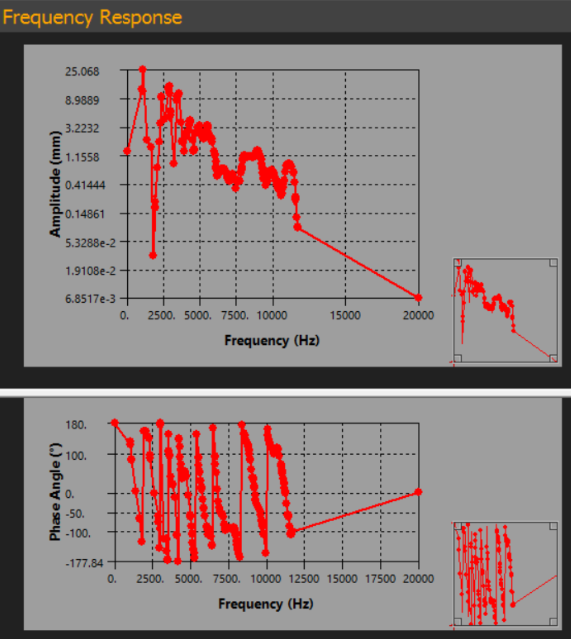 Frequency Response
Amplitude (mm)
25.068
8.9889
3.2232
1.1558
0.41444
0.14861
5.3288e-2
1.9108e-2
6.8517e-3
0. 2500. 5000. 7500. 10000 15000 20000
Frequency (Hz)
Phase Angle (°)
180.
100.
0.
-50.
-100.
-177.84
0. 2500. 5000. 7500. 10000 12500 15000 17500 20000
Frequency (Hz)